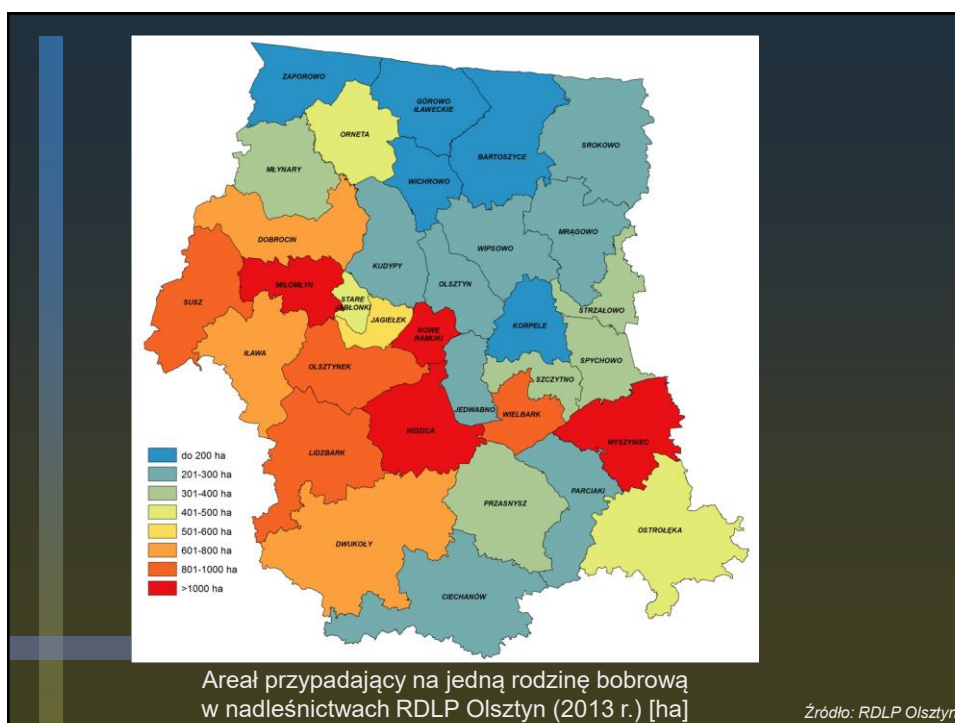 ZAPOROWO
GÓROWO
IŁAWECKIE
ORNETA
BARTOSZYCE
SROKOWO
MŁYNARY
WICHROWO
MRĄGOWO
DOBROCIN
WIPSOWO
KUDYPY
OLSZTYN
MIŁOMŁYN
SUSZ
STARE
JABŁONKI
JAGIEŁEK
NOWE
RAMUKI
KORPELE
STRZAŁOWO
IŁAWA
OLSZTYNEK
SPYCHOWO
SZCZYTNO
JEDWABNO
WIELBARK
NIDZICA
MYSZYNIEC
LIDZBARK
PARCIAKI
PRZASNYSZ
OSTROŁĘKA
DWUKOŁY
CIECHANÓW
do 200 ha
201-300 ha
301-400 ha
401-500 ha
501-600 ha
601-800 ha
801-1000 ha
>1000 ha
Areał przypadający na jedną rodzinę bobrową
w nadleśnictwach RDLP Olsztyn (2013 r.) [ha]
Źródło: RDLP Olsztyn